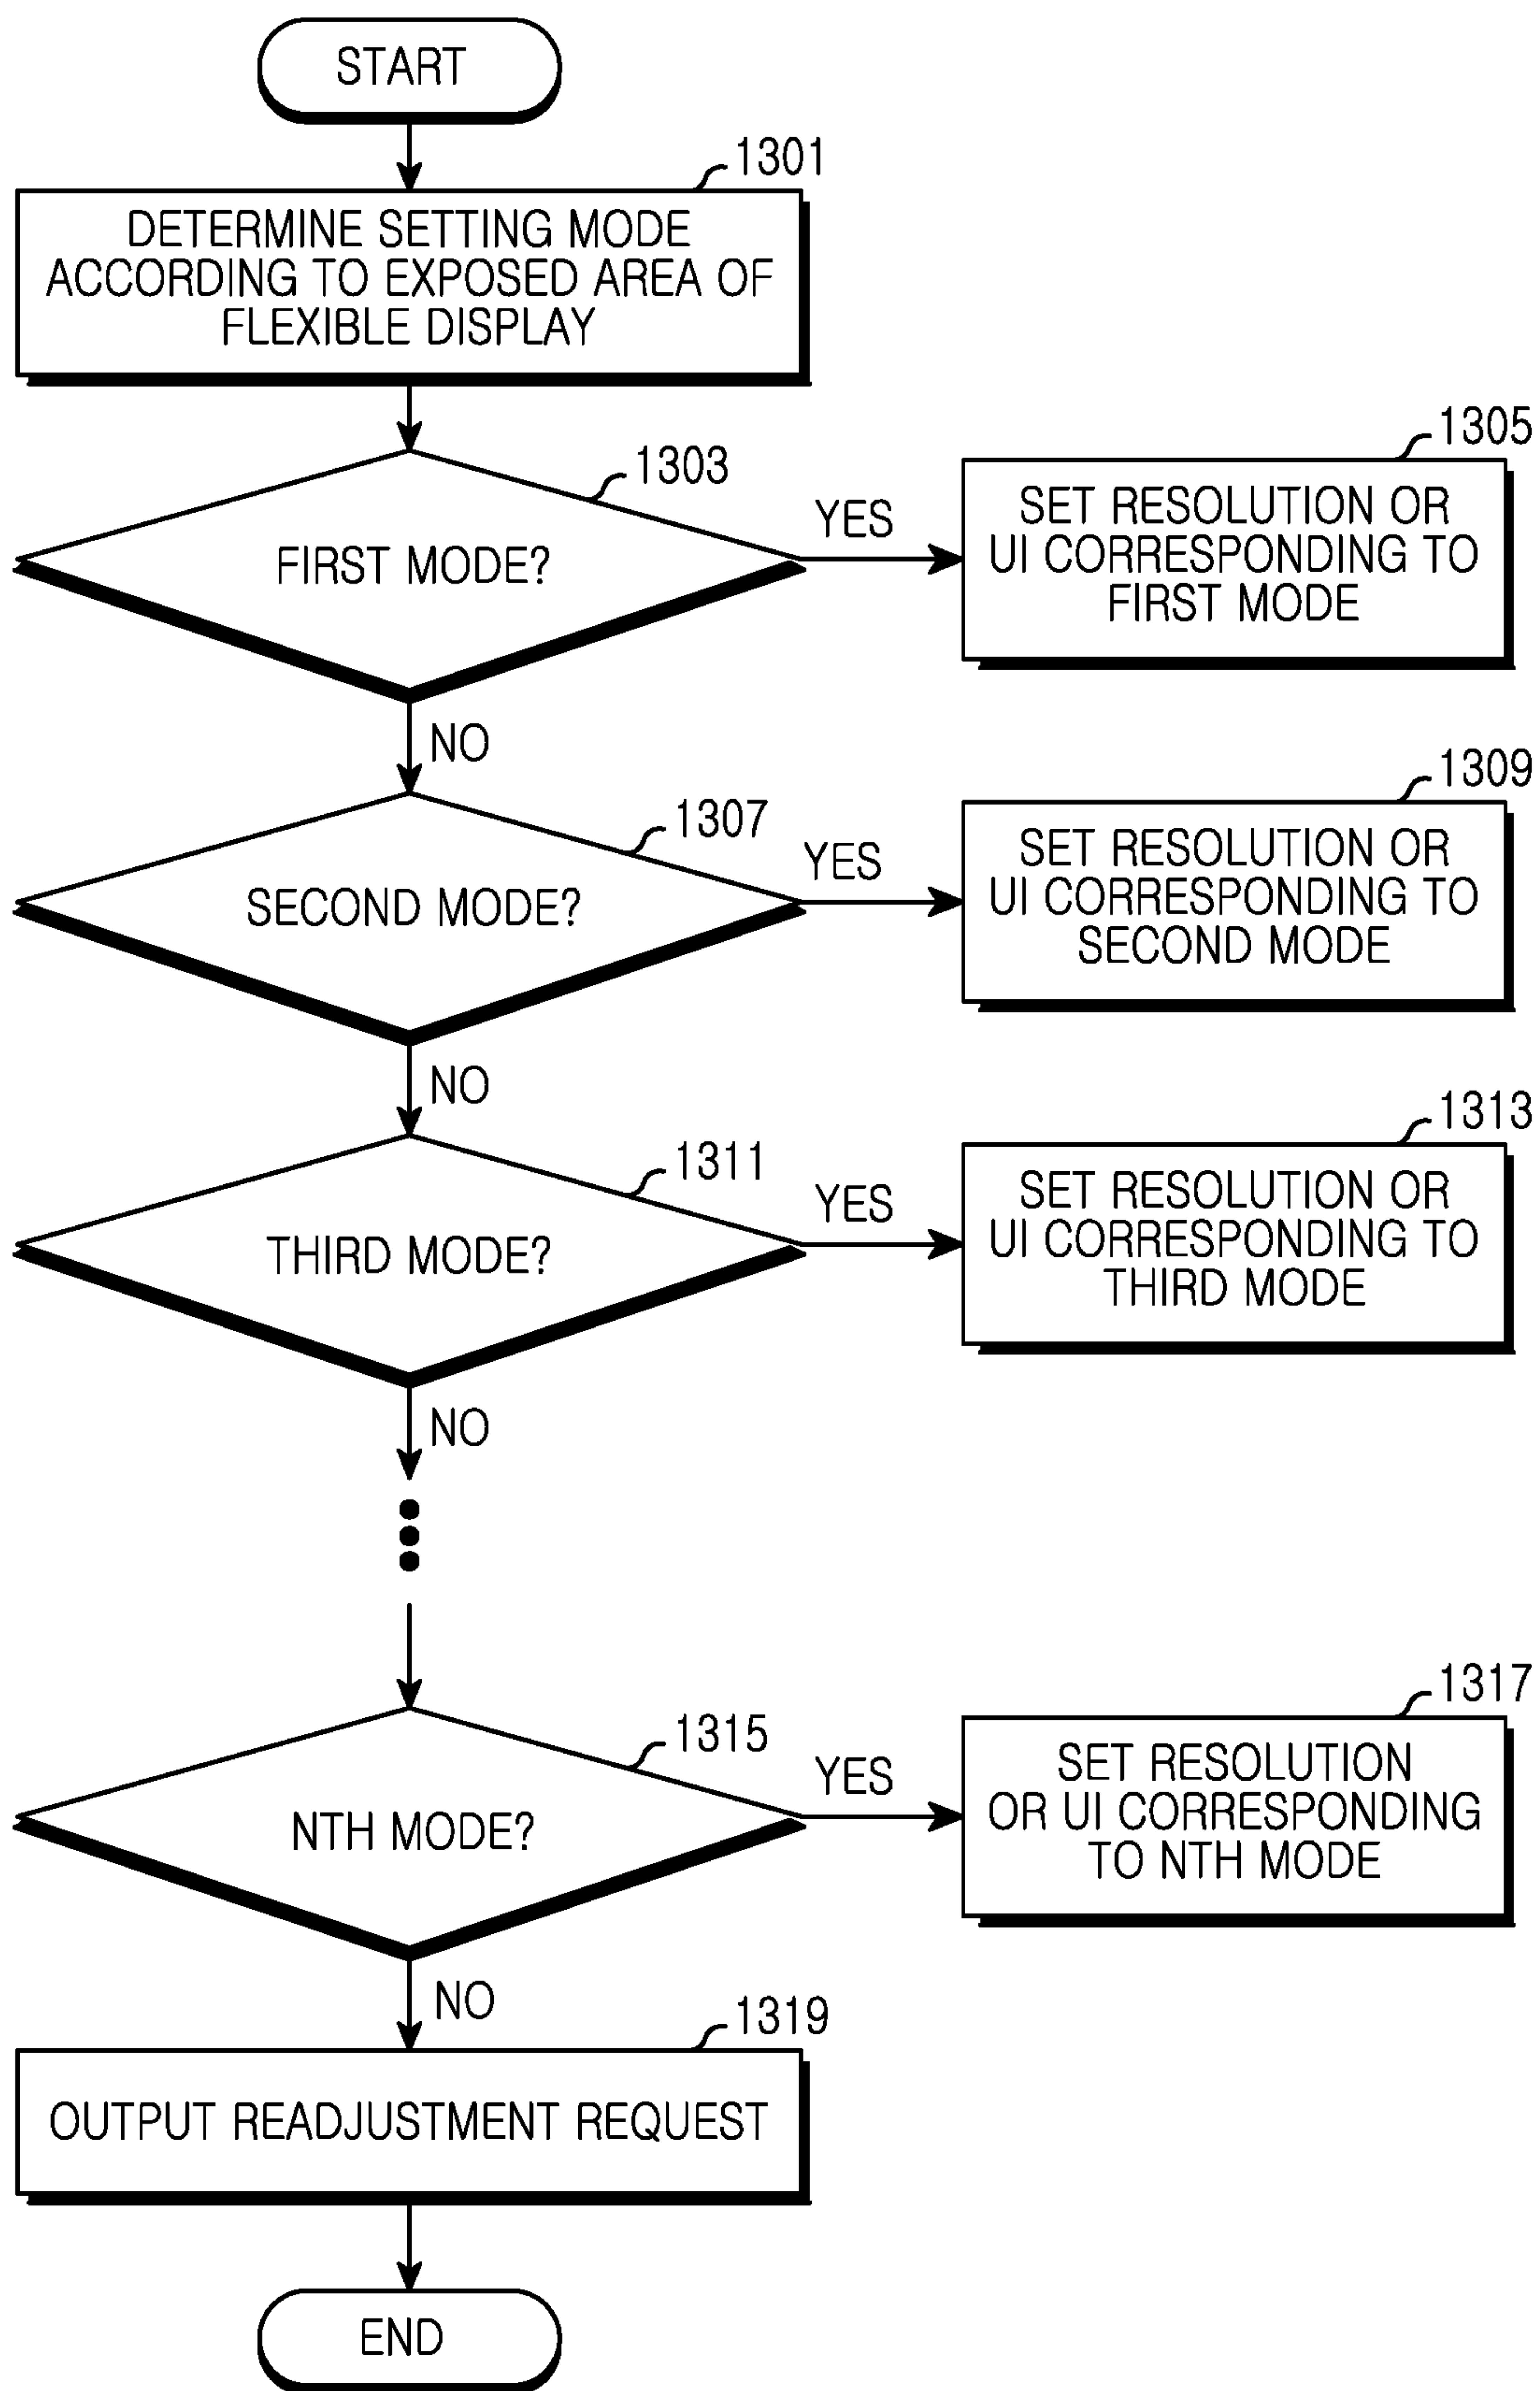 START
1301
DETERMINE SETTING MODE
ACCORDING TO EXPOSED AREA OF
FLEXIBLE DISPLAY
1303
FIRST MODE?
YES
1305
SET RESOLUTION OR
UI CORRESPONDING TO
FIRST MODE
NO
1307
SECOND MODE?
YES
1309
SET RESOLUTION OR
UI CORRESPONDING TO
SECOND MODE
NO
1311
THIRD MODE?
YES
1313
SET RESOLUTION OR
UI CORRESPONDING TO
THIRD MODE
NO
1315
NTH MODE?
YES
1317
SET RESOLUTION
OR UI CORRESPONDING
TO NTH MODE
NO
1319
OUTPUT READJUSTMENT REQUEST
END